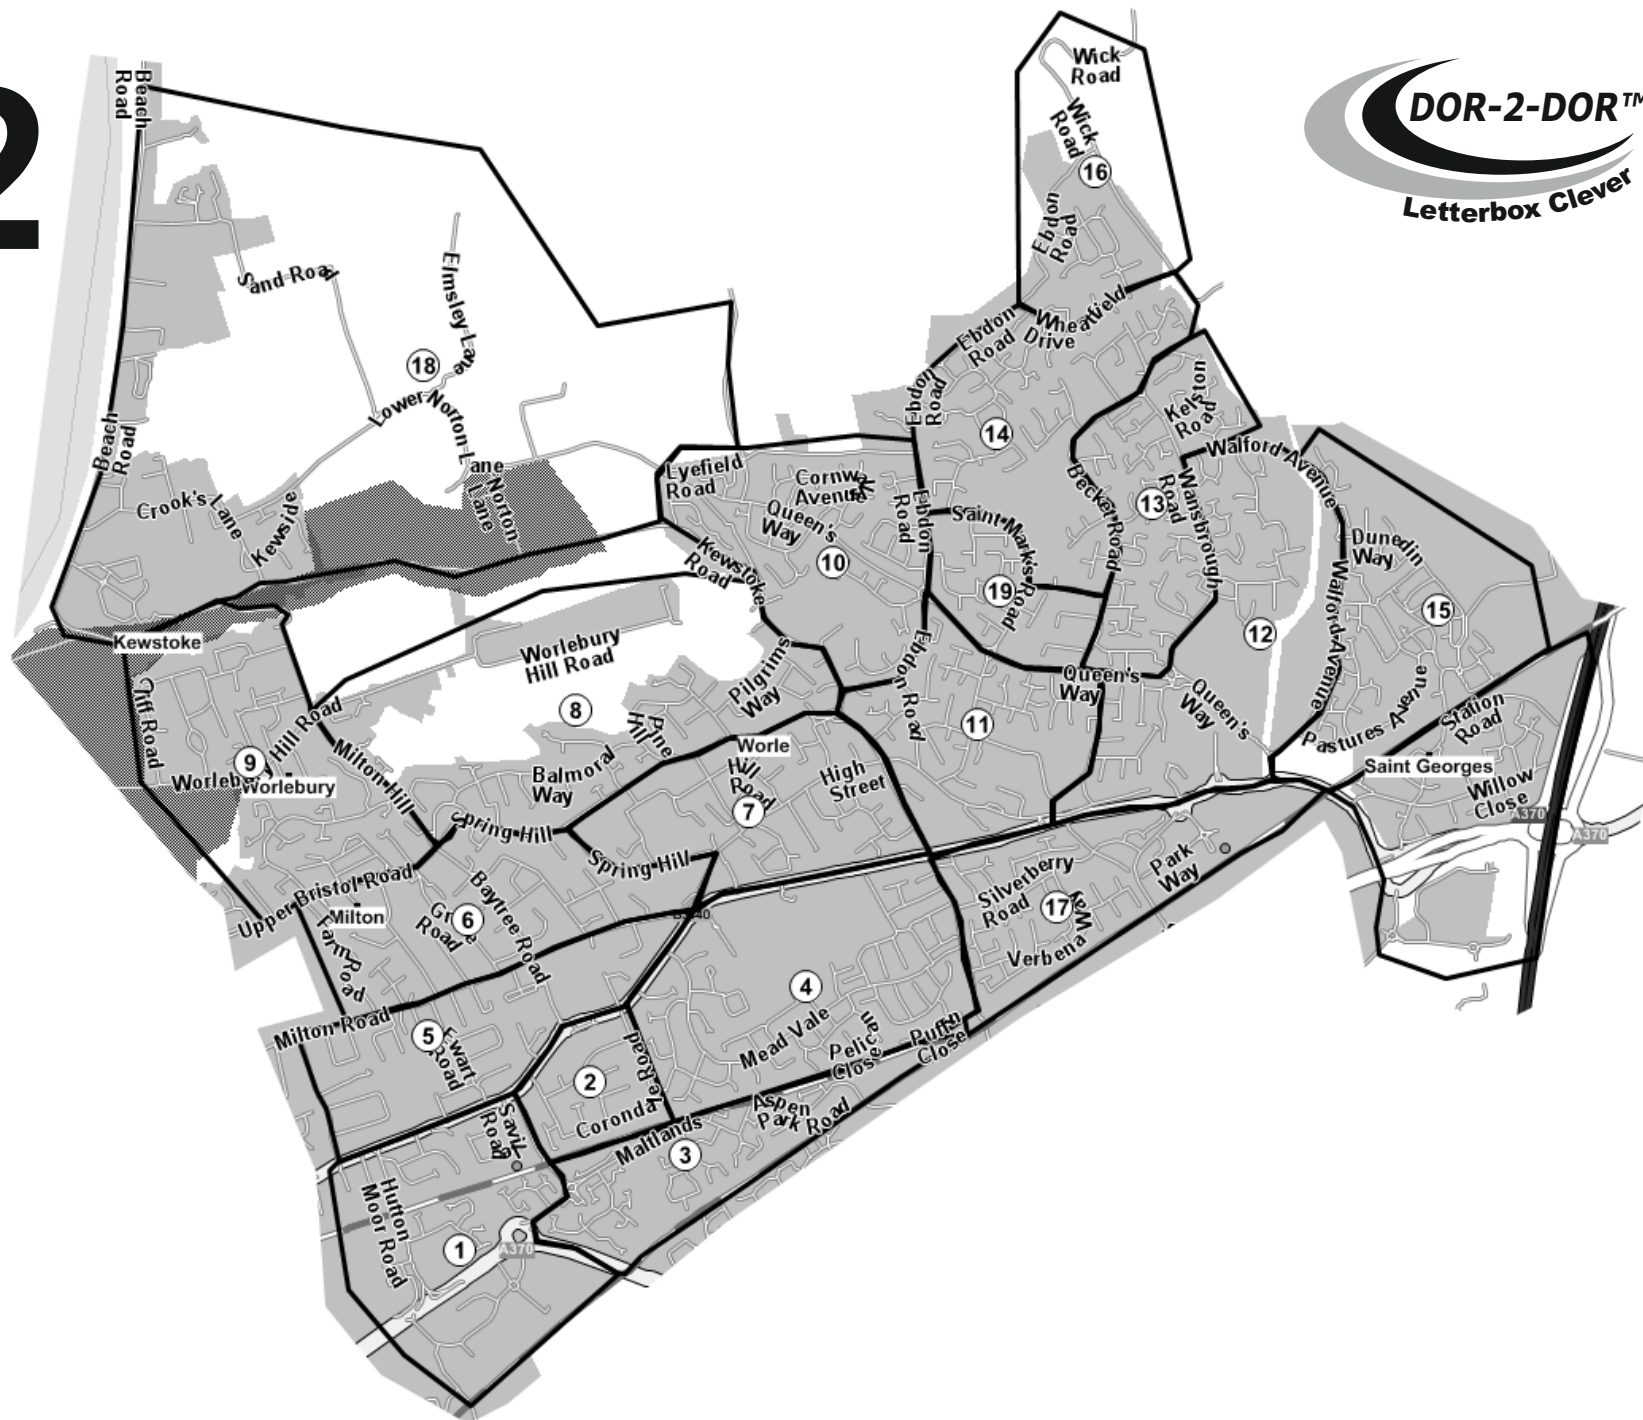 2
DOR-2-DOR™
Letterbox Clever
Beach
Road
Wick
Road
Wick
Road
16
Ebdon
Road
Sand Road
Elmsley Lane
18
Lower Norton Lane
Wheatfield
Drive
Ebdon
Road
Ebdon
Road
Kelston
Road
14
Walford Avenue
Beach
Road
Crook's Lane
Kewside
Norton
Lane
Lyefield
Road
Cornwall
Avenue
Queen's
Way
10
Ebdon
Road
Saint Mark's Road
19
Becket Road
13
Wansbrough
Road
Dunedin
Way
Walford Avenue
15
12
Kewstoke
Road
Kewstoke
Worlebury
Hill Road
Pilgrims
Way
Ebdon Road
Queen's
Way
Queen's
Way
11
Pastures Avenue
Station
Road
Saint Georges
Willow
Close
A370
A370
8
Pine
Hill
Worle
Hill
Road
High
Street
7
Balmoral
Way
Milton Hill
Worlebury Hill Road
9
Worlebury
Spring Hill
Spring Hill
Upper Bristol Road
Milton
Farm Road
6
Baytree Road
Silverberry
Road
17
Park
Way
Verbena Way
4
Mead Vale
Pelican
Close
Puffin
Close
Milton Road
5
Ewart
Road
2
Coronda
Savil
Road
Maltlands
Aspen
Park Road
3
Hutton
Moor Road
1
A370